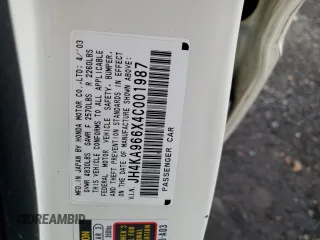 MFD. IN JAPAN BY HONDA MOTOR CO.,LTD. 4/'03
GVWR 4830LBS GAWR F 2570LBS R 2260LBS
THIS VEHICLE CONFORMS TO ALL APPLICABLE
FEDERAL MOTOR VEHICLE SAFETY, BUMPER,
AND THEFT PREVENTION STANDARDS IN EFFECT
ON THE DATE OF MANUFACTURE SHOWN ABOVE.
V.I.N. JH4KA966X4C001987
PASSENGER CAR